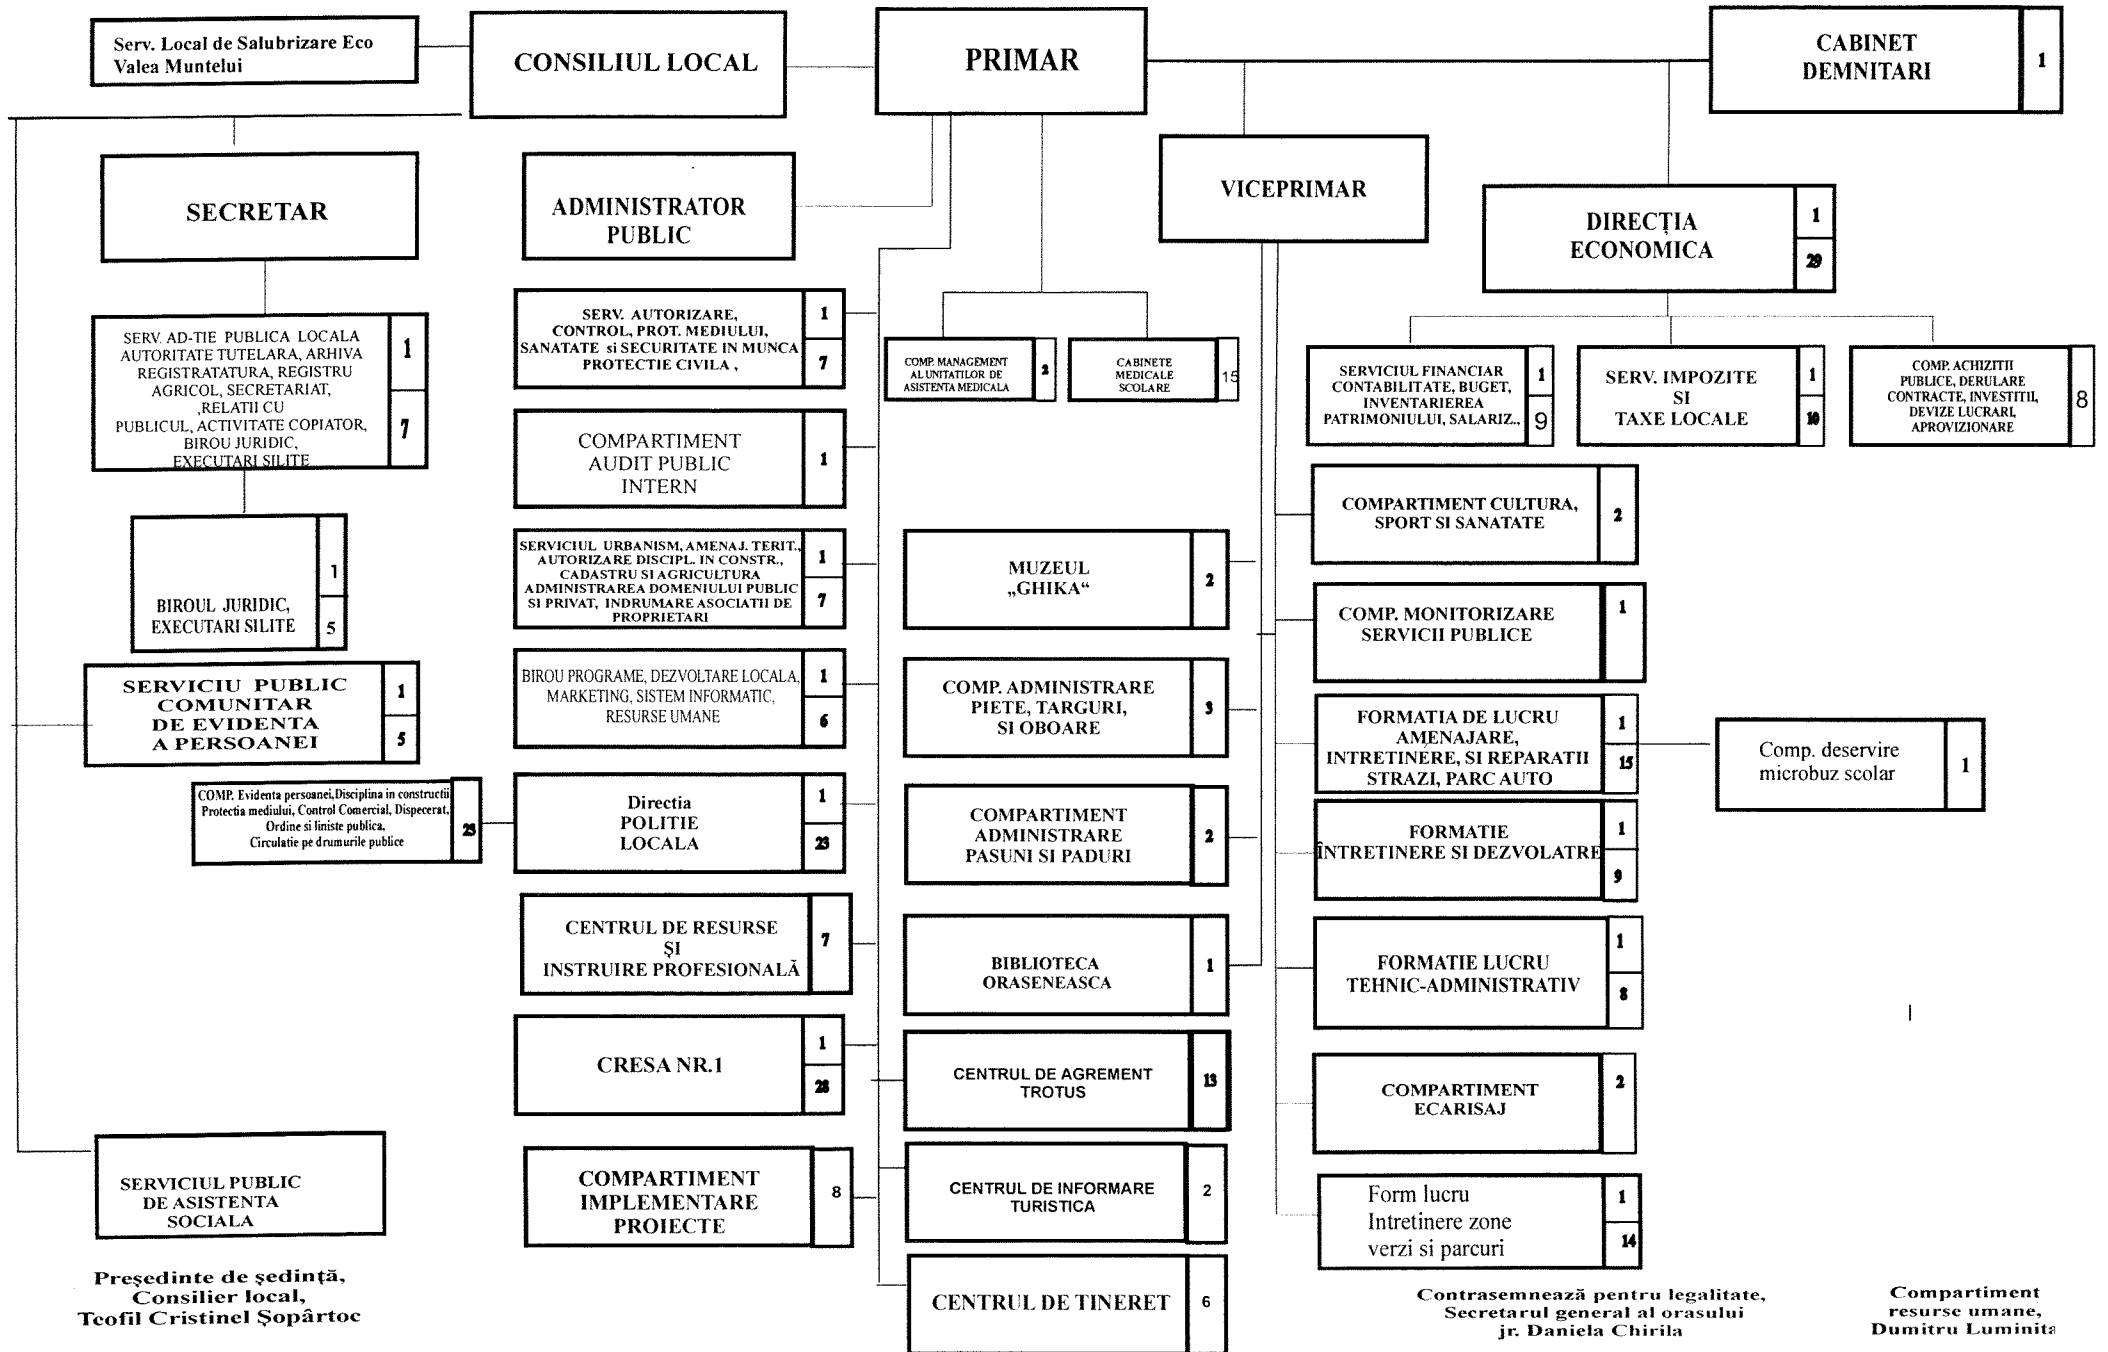 Serv. Local de Salubrizare Eco
Valea Muntelui
CONSILIUL LOCAL
PRIMAR
CABINET
DEMNITARI
1
SECRETAR
ADMINISTRATOR
PUBLIC
VICEPRIMAR
DIRECŢIA
ECONOMICA
1
29
SERV. AD-TIE PUBLICA LOCALA
AUTORITATE TUTELARA, ARHIVA
REGISTRATATURA, REGISTRU
AGRICOL, SECRETARIAT,
,RELATII CU
PUBLICUL, ACTIVITATE COPIATOR,
BIROU JURIDIC,
EXECUTARI SILITE
1
7
BIROUL JURIDIC,
EXECUTARI SILITE
1
5
SERVICIU PUBLIC
COMUNITAR
DE EVIDENTA
A PERSOANEI
1
5
COMP. Evidenta persoanei,Disciplina in constructii
Protectia mediului, Control Comercial, Dispecerat,
Ordine si liniste publica,
Circulatie pe drumurile publice
23
SERVICIUL PUBLIC
DE ASISTENTA
SOCIALA
SERV. AUTORIZARE,
CONTROL, PROT. MEDIULUI,
SANATATE si SECURITATE IN MUNCA
PROTECTIE CIVILA ,
1
7
COMPARTIMENT
AUDIT PUBLIC
INTERN
1
SERVICIUL URBANISM, AMENAJ. TERIT.,
AUTORIZARE DISCIPL. IN CONSTR.,
CADASTRU SI AGRICULTURA
ADMINISTRAREA DOMENIULUI PUBLIC
SI PRIVAT, INDRUMARE ASOCIATII DE
PROPRIETARI
1
7
BIROU PROGRAME, DEZVOLTARE LOCALA,
MARKETING, SISTEM INFORMATIC,
RESURSE UMANE
1
6
Directia
POLITIE
LOCALA
1
23
CENTRUL DE RESURSE
ŞI
INSTRUIRE PROFESIONALĂ
7
CRESA NR.1
1
28
COMPARTIMENT
IMPLEMENTARE
PROIECTE
8
COMP. MANAGEMENT
AL UNITATILOR DE
ASISTENTA MEDICALA
2
CABINETE
MEDICALE
SCOLARE
15
MUZEUL
„GHIKA“
2
COMP. ADMINISTRARE
PIETE, TARGURI,
SI OBOARE
3
COMPARTIMENT
ADMINISTRARE
PASUNI SI PADURI
2
BIBLIOTECA
ORASENEASCA
1
CENTRUL DE AGREMENT
TROTUS
13
CENTRUL DE INFORMARE
TURISTICA
2
CENTRUL DE TINERET
6
SERVICIUL FINANCIAR
CONTABILITATE, BUGET,
INVENTARIEREA
PATRIMONIULUI, SALARIZ.,
1
9
SERV. IMPOZITE
SI
TAXE LOCALE
1
10
COMP. ACHIZITII
PUBLICE, DERULARE
CONTRACTE, INVESTITII,
DEVIZE LUCRARI,
APROVIZIONARE
8
COMPARTIMENT CULTURA,
SPORT SI SANATATE
2
COMP. MONITORIZARE
SERVICII PUBLICE
1
FORMATIA DE LUCRU
AMENAJARE,
INTRETINERE, SI REPARATII
STRAZI, PARC AUTO
1
15
Comp. deservire
microbuz scolar
1
FORMATIE
ÎNTRETINERE SI DEZVOLATRE
1
9
FORMATIE LUCRU
TEHNIC-ADMINISTRATIV
1
8
COMPARTIMENT
ECARISAJ
2
Form lucru
Intretinere zone
verzi si parcuri
1
14
Preşedinte de şedinţă,
Consilier local,
Teofil Cristinel Şopârtoc
Contrasemnează pentru legalitate,
Secretarul general al orasului
jr. Daniela Chirila
Compartiment
resurse umane,
Dumitru Luminita